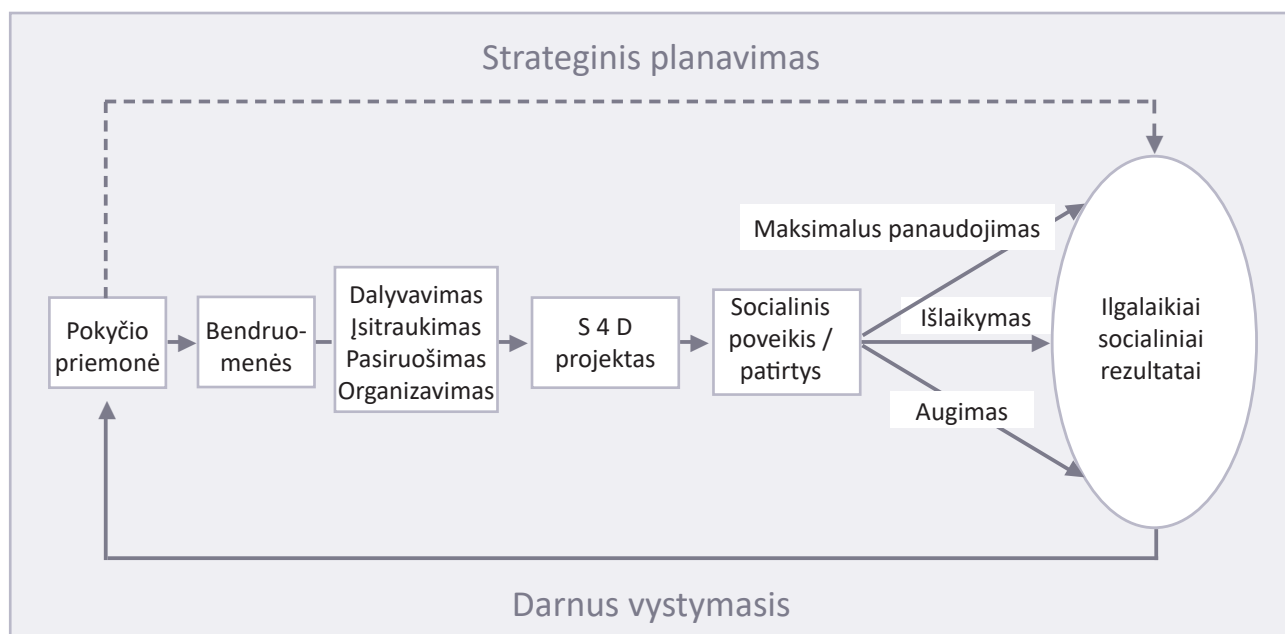 Strateginis planavimas
Pokyčio
priemonė
Bendruo-
menės
Dalyvavimas
Įsitraukimas
Pasiruošimas
Organizavimas
S 4 D
projektas
Socialinis
poveikis /
patirtys
Maksimalus panaudojimas
Išlaikymas
Augimas
Ilgalaikiai
socialiniai
rezultatai
Darnus vystymasis